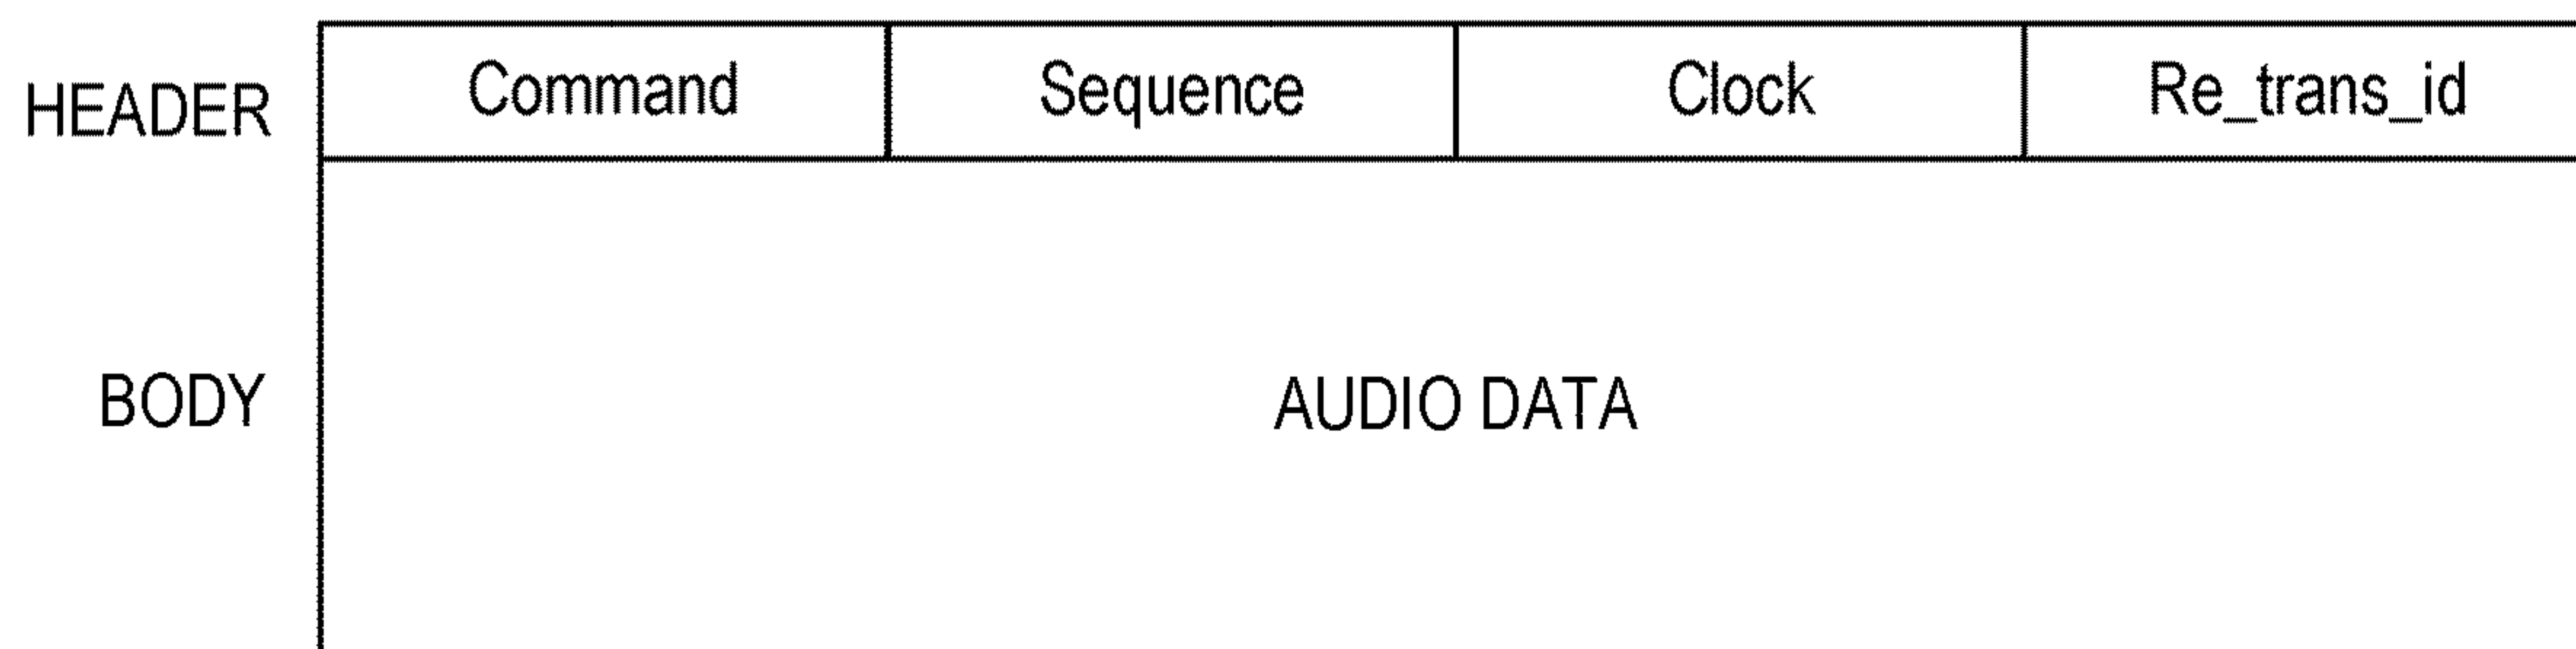 HEADER Command Sequence Clock Re_trans_id
BODY AUDIO DATA